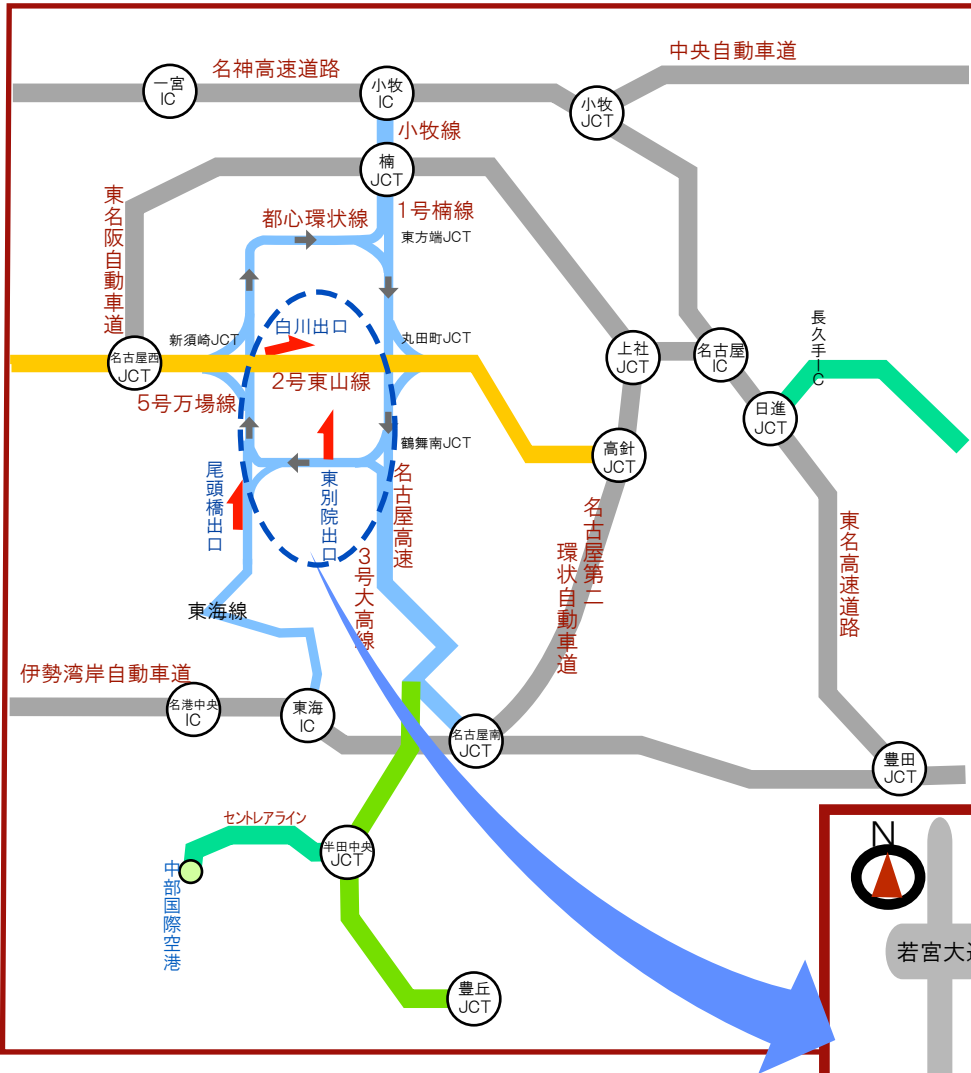 名神高速道路
中央自動車道
一宮
IC
小牧
IC
小牧
JCT
小牧線
楠
JCT
東名阪自動車道
都心環状線
1号楠線
東方端JCT
新須崎JCT
白川出口
丸田町JCT
長久手IC
名古屋西
JCT
2号東山線
上社
JCT
名古屋
IC
5号万場線
日進
JCT
鶴舞南JCT
高針
JCT
尾頭橋出口
東別院出口
名古屋高速
3号大高線
名古屋第二
環状自動車道
東名高速道路
東海線
伊勢湾岸自動車道
名港中央
IC
東海
IC
名古屋南
JCT
豊田
JCT
セントレアライン
半田中央
JCT
中部国際空港
N
若宮大
豊丘
JCT